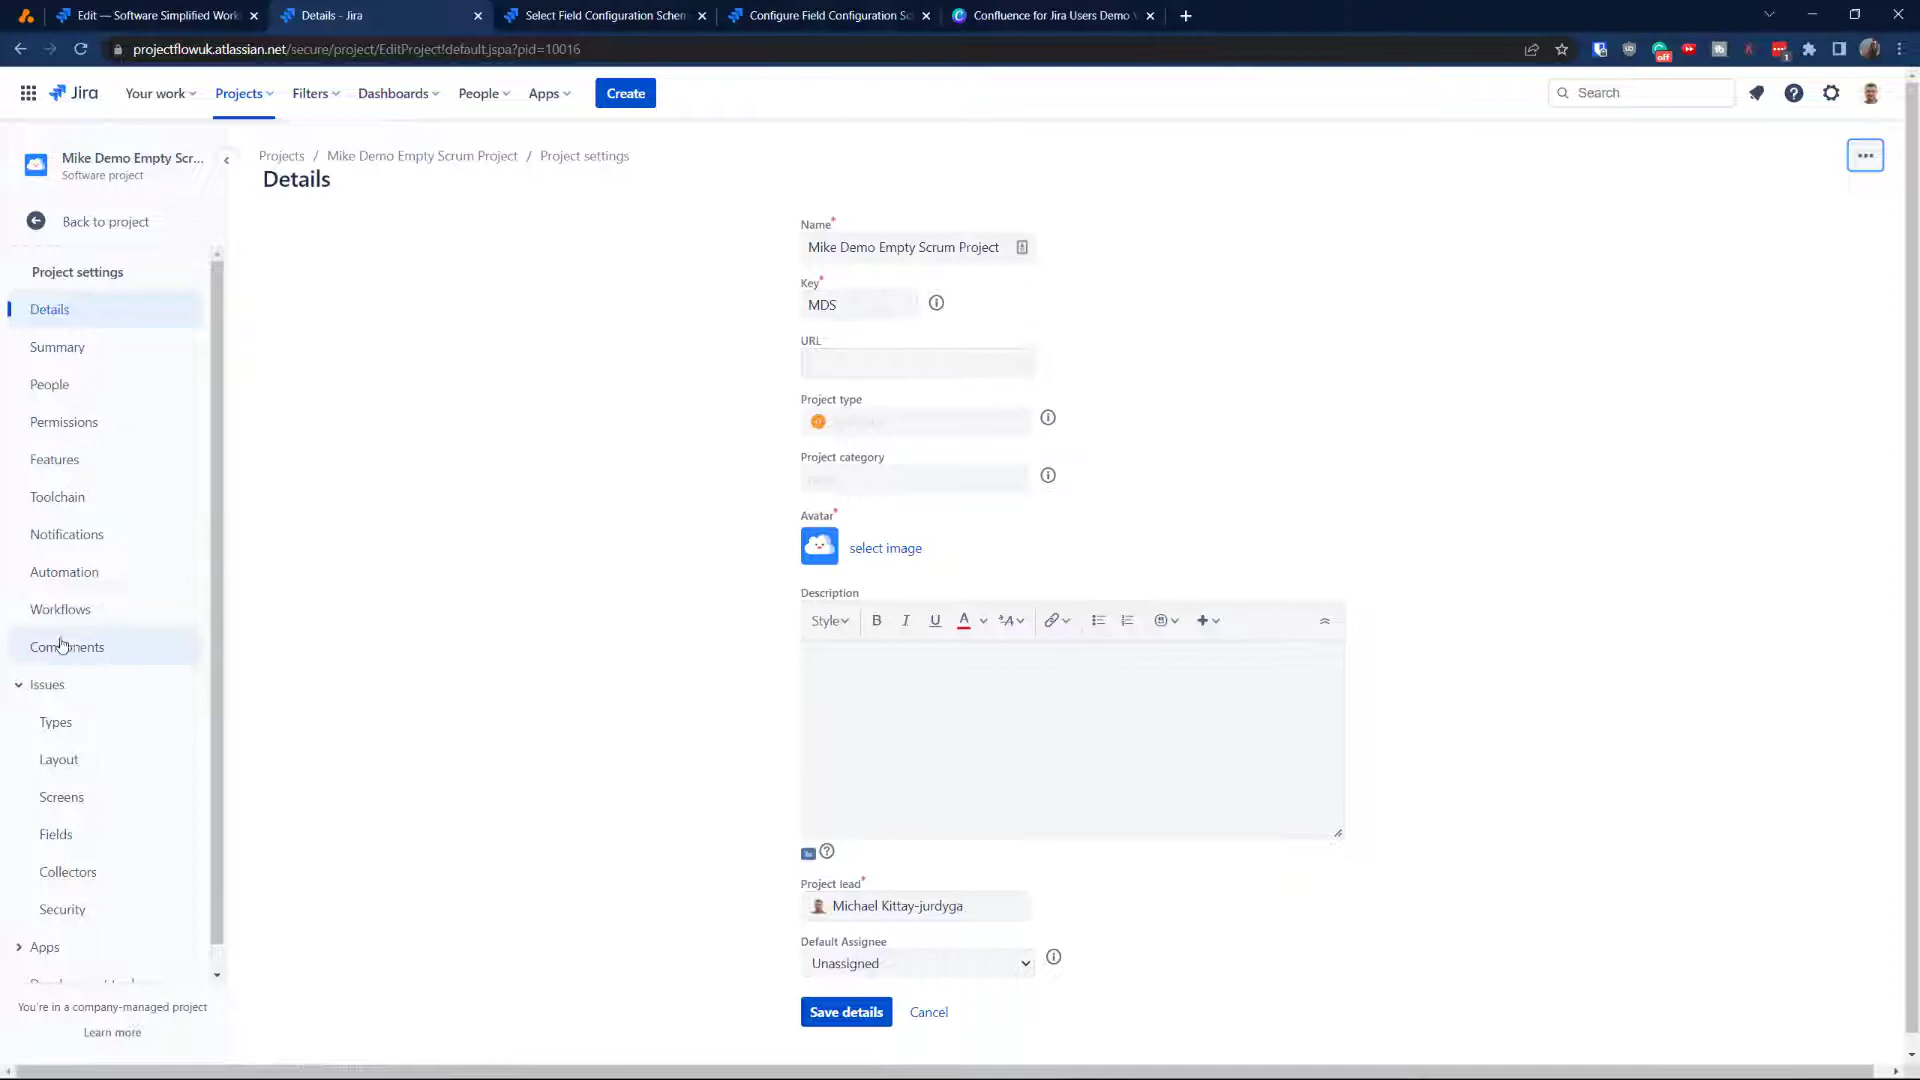 Edit — Software Simplified Work
Details - Jira
Select Field Configuration Schem
Configure Field Configuration Sc
Confluence for Jira Users Demo
projectflowuk.atlassian.net/secure/project/EditProject!default.jspa?pid=10016
off
1
Jira
Your work
Projects
Filters
Dashboards
People
Apps
Create
Search
Mike Demo Empty Scr...
Software project
Back to project
Project settings
Details
Summary
People
Permissions
Features
Toolchain
Notifications
Automation
Workflows
Components
Issues
Types
Layout
Screens
Fields
Collectors
Security
Apps
You're in a company-managed project
Learn more
Projects / Mike Demo Empty Scrum Project / Project settings
Details
Name*
Mike Demo Empty Scrum Project
Key*
MDS
URL
Project type
Project category
Avatar*
select image
Description
Style
B I U A A
Project lead*
Michael Kittay-jurdyga
Default Assignee
Unassigned
Save details
Cancel